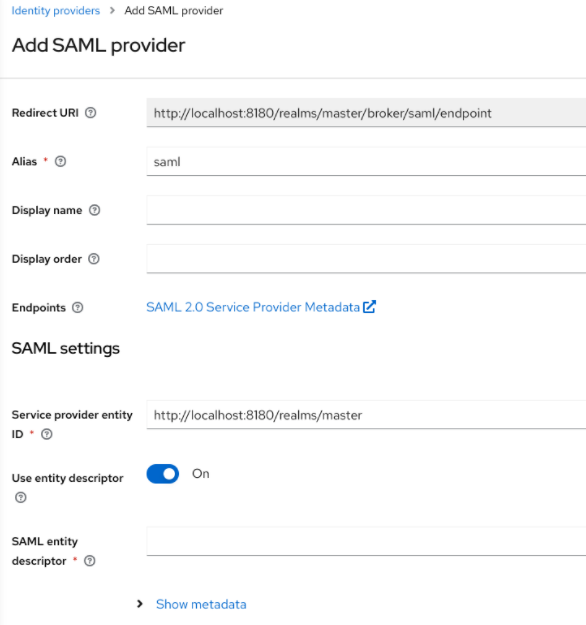 Identity providers > Add SAML provider
Add SAML provider
Redirect URI
http://localhost:8180/realms/master/broker/saml/endpoint
Alias *
saml
Display name
Display order
Endpoints
SAML 2.0 Service Provider Metadata
SAML settings
Service provider entity
ID *
http://localhost:8180/realms/master
Use entity descriptor
On
SAML entity
descriptor *
Show metadata